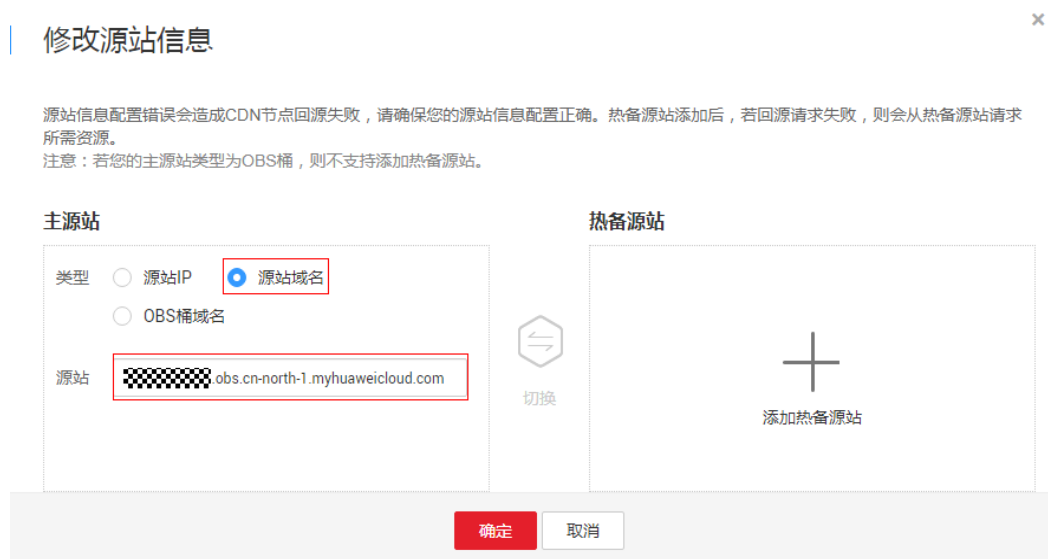 修改源站信息
×
源站信息配置错误会造成CDN节点回源失败，请确保您的源站信息配置正确。热备源站添加后，若回源请求失败，则会从热备源站请求
所需资源。
注意：若您的主源站类型为OBS桶，则不支持添加热备源站。
主源站
热备源站
类型 源站IP 源站域名
OBS桶域名
源站 .obs.cn-north-1.myhuaweicloud.com
切换
添加热备源站
确定 取消